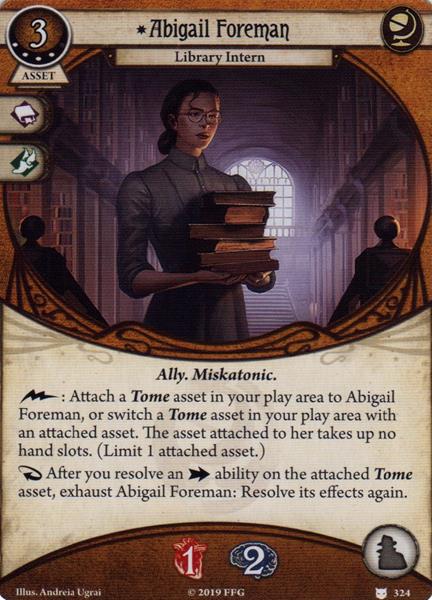 3
Abigail Foreman
ASSET
Library Intern
Ally. Miskatonic.
: Attach a Tome asset in your play area to Abigail
Foreman, or switch a Tome asset in your play area with
an attached asset. The asset attached to her takes up no
hand slots. (Limit 1 attached asset.)
After you resolve an ability on the attached Tome
asset, exhaust Abigail Foreman: Resolve its effects again.
1
2
Illus. Andreia Ugrai
© 2019 FFG
324